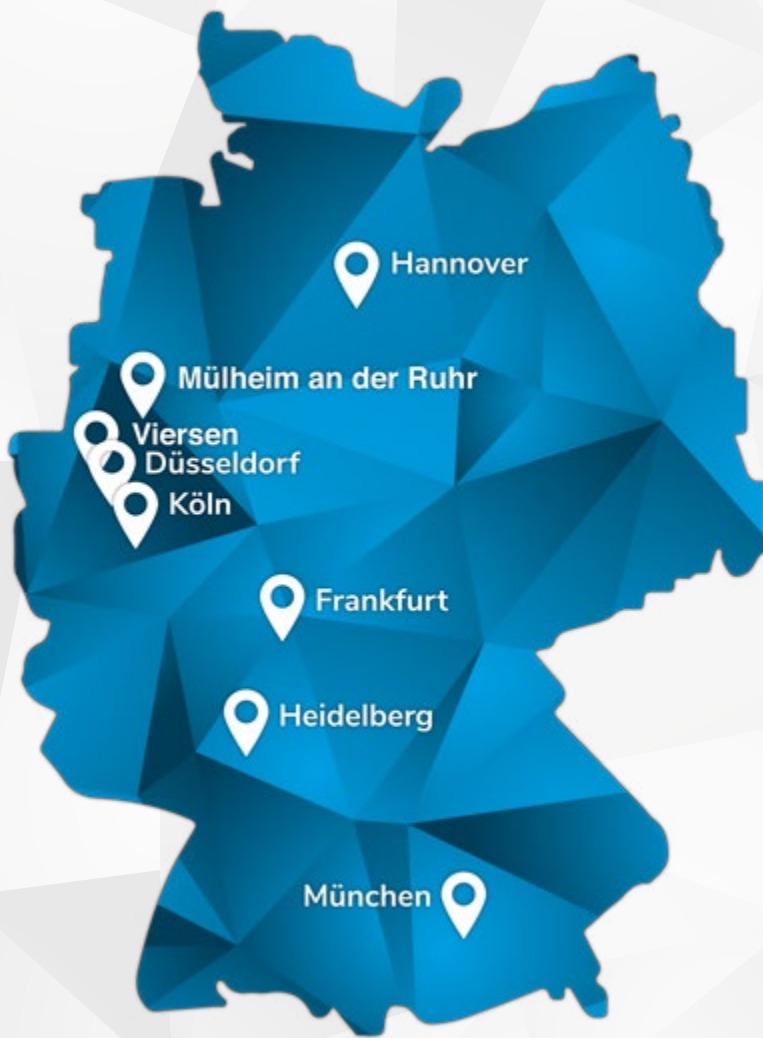 Hannover
Mülheim an der Ruhr
Viersen
Düsseldorf
Köln
Frankfurt
Heidelberg
München